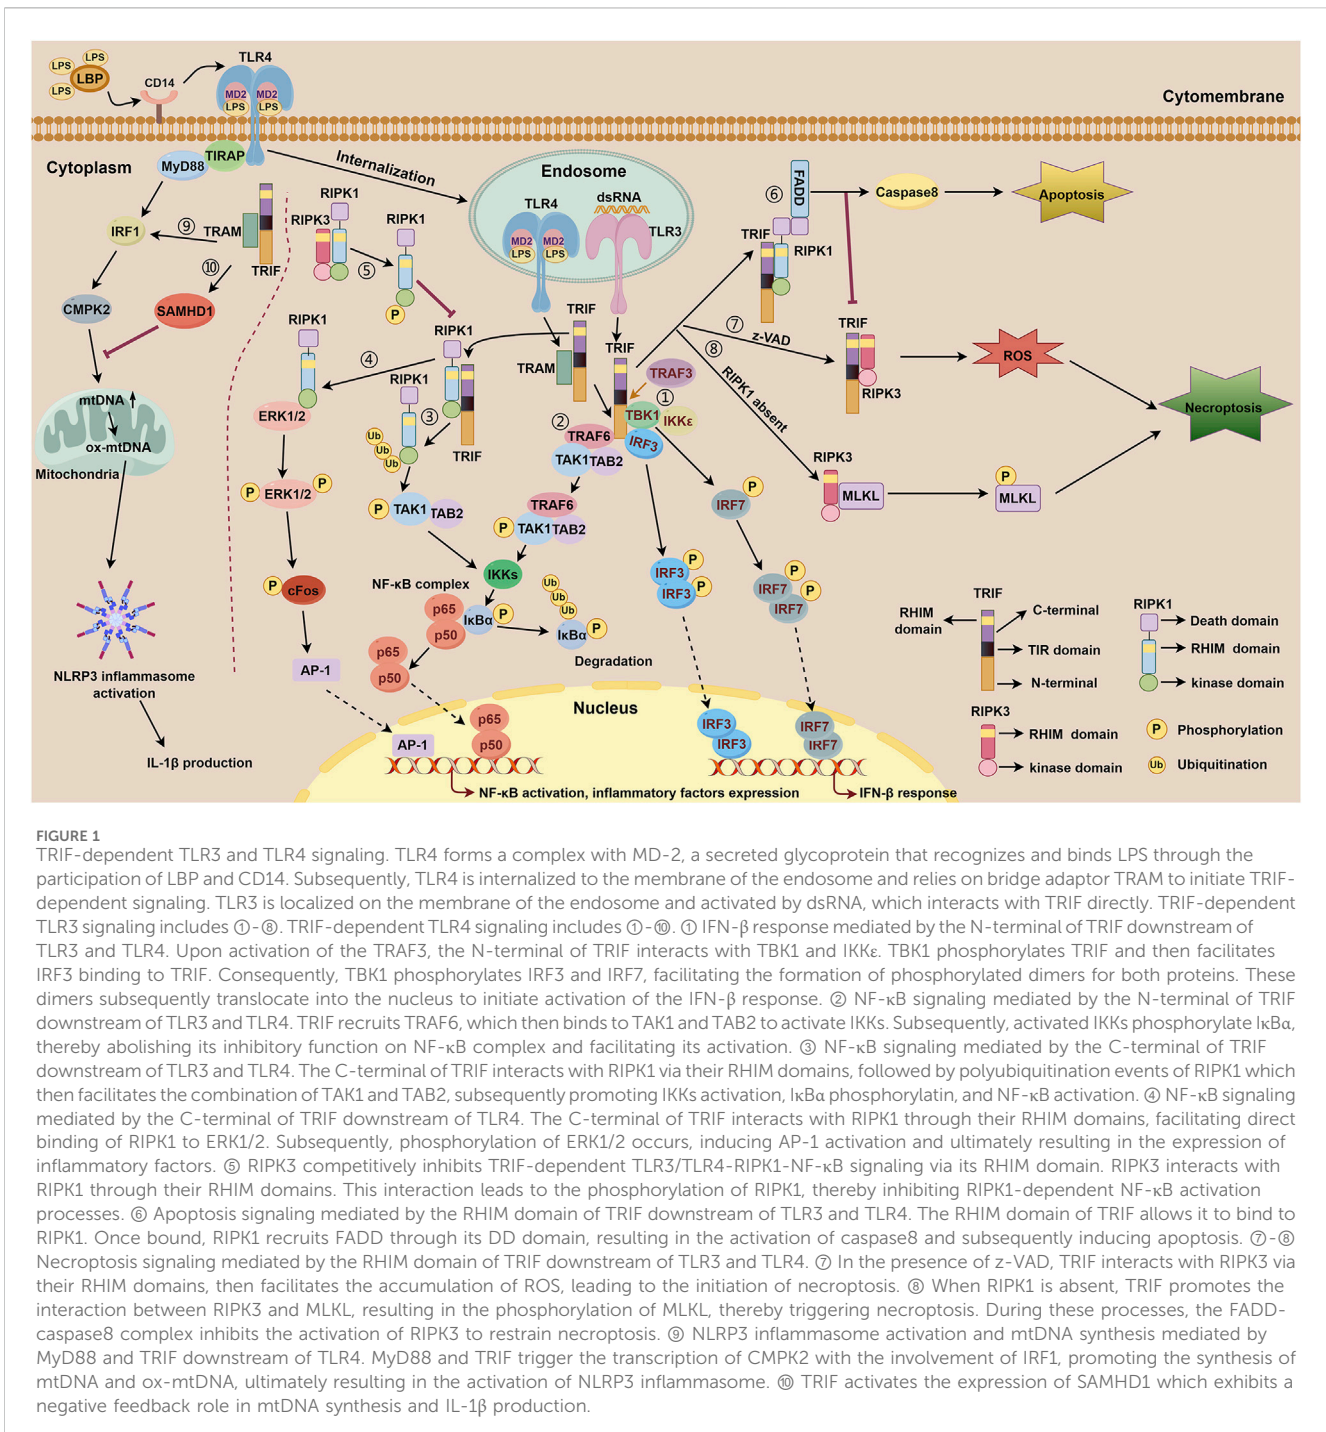 LPS
LPS
LBP
LPS
CD14
TLR4
MD2
MD2
LPS
LPS
Cytomembrane
Cytoplasm
MyD88
TIRAP
Internalization
Endosome
TLR4
dsRNA
TLR3
MD2
MD2
LPS
LPS
IRF1
⑨
TRAM
TRIF
⑩
CMPK2
SAMHD1
mtDNA
ox-mtDNA
Mitochondria
NLRP3 inflammasome
activation
IL-1β production
RIPK1
RIPK3
⑤
RIPK1
P
RIPK1
④
RIPK1
ERK1/2
P
ERK1/2
P
P
cFos
AP-1
RIPK1
③
TRIF
Ub
Ub
Ub
P
TAK1
TAB2
TRIF
TRAM
TRIF
TRAF3
①
TBK1
IKKε
IRF3
②
TRAF6
TAK1
TAB2
TRAF6
P
TAK1
TAB2
IKKs
NF-κB complex
p65
p50
IκBα
P
Ub
Ub
Ub
IκBα
P
Degradation
p65
p50
P
IRF7
IRF3
P
IRF3
P
IRF7
P
IRF7
P
⑥
FADD
TRIF
RIPK1
Caspase8
Apoptosis
⑦
z-VAD
⑧
RIPK1 absent
TRIF
RIPK3
ROS
Necroptosis
RIPK3
MLKL
P
MLKL
Nucleus
AP-1
p65
p50
NF-κB activation, inflammatory factors expression
IRF3
IRF3
IRF7
IRF7
IFN-β response
TRIF
RHIM
domain
C-terminal
TIR domain
N-terminal
RIPK1
Death domain
RHIM domain
kinase domain
RIPK3
RHIM domain
kinase domain
P
Phosphorylation
Ub
Ubiquitination
FIGURE 1
TRIF-dependent TLR3 and TLR4 signaling. TLR4 forms a complex with MD-2, a secreted glycoprotein that recognizes and binds LPS through the
participation of LBP and CD14. Subsequently, TLR4 is internalized to the membrane of the endosome and relies on bridge adaptor TRAM to initiate TRIF-
dependent signaling. TLR3 is localized on the membrane of the endosome and activated by dsRNA, which interacts with TRIF directly. TRIF-dependent
TLR3 signaling includes ①-⑧. TRIF-dependent TLR4 signaling includes ①-⑩. ① IFN-β response mediated by the N-terminal of TRIF downstream of
TLR3 and TLR4. Upon activation of the TRAF3, the N-terminal of TRIF interacts with TBK1 and IKKε. TBK1 phosphorylates TRIF and then facilitates
IRF3 binding to TRIF. Consequently, TBK1 phosphorylates IRF3 and IRF7, facilitating the formation of phosphorylated dimers for both proteins. These
dimers subsequently translocate into the nucleus to initiate activation of the IFN-β response. ② NF-κB signaling mediated by the N-terminal of TRIF
downstream of TLR3 and TLR4. TRIF recruits TRAF6, which then binds to TAK1 and TAB2 to activate IKKs. Subsequently, activated IKKs phosphorylate IκBα,
thereby abolishing its inhibitory function on NF-κB complex and facilitating its activation. ③ NF-κB signaling mediated by the C-terminal of TRIF
downstream of TLR3 and TLR4. The C-terminal of TRIF interacts with RIPK1 via their RHIM domains, followed by polyubiquitination events of RIPK1 which
then facilitates the combination of TAK1 and TAB2, subsequently promoting IKKs activation, IκBα phosphorylatin, and NF-κB activation. ④ NF-κB signaling
mediated by the C-terminal of TRIF downstream of TLR4. The C-terminal of TRIF interacts with RIPK1 through their RHIM domains, facilitating direct
binding of RIPK1 to ERK1/2. Subsequently, phosphorylation of ERK1/2 occurs, inducing AP-1 activation and ultimately resulting in the expression of
inflammatory factors. ⑤ RIPK3 competitively inhibits TRIF-dependent TLR3/TLR4-RIPK1-NF-κB signaling via its RHIM domain. RIPK3 interacts with
RIPK1 through their RHIM domains. This interaction leads to the phosphorylation of RIPK1, thereby inhibiting RIPK1-dependent NF-κB activation
processes. ⑥ Apoptosis signaling mediated by the RHIM domain of TRIF downstream of TLR3 and TLR4. The RHIM domain of TRIF allows it to bind to
RIPK1. Once bound, RIPK1 recruits FADD through its DD domain, resulting in the activation of caspase8 and subsequently inducing apoptosis. ⑦-⑧
Necroptosis signaling mediated by the RHIM domain of TRIF downstream of TLR3 and TLR4. ⑦ In the presence of z-VAD, TRIF interacts with RIPK3 via
their RHIM domains, then facilitates the accumulation of ROS, leading to the initiation of necroptosis. ⑧ When RIPK1 is absent, TRIF promotes the
interaction between RIPK3 and MLKL, resulting in the phosphorylation of MLKL, thereby triggering necroptosis. During these processes, the FADD-
caspase8 complex inhibits the activation of RIPK3 to restrain necroptosis. ⑨ NLRP3 inflammasome activation and mtDNA synthesis mediated by
MyD88 and TRIF downstream of TLR4. MyD88 and TRIF trigger the transcription of CMPK2 with the involvement of IRF1, promoting the synthesis of
mtDNA and ox-mtDNA, ultimately resulting in the activation of NLRP3 inflammasome. ⑩ TRIF activates the expression of SAMHD1 which exhibits a
negative feedback role in mtDNA synthesis and IL-1β production.